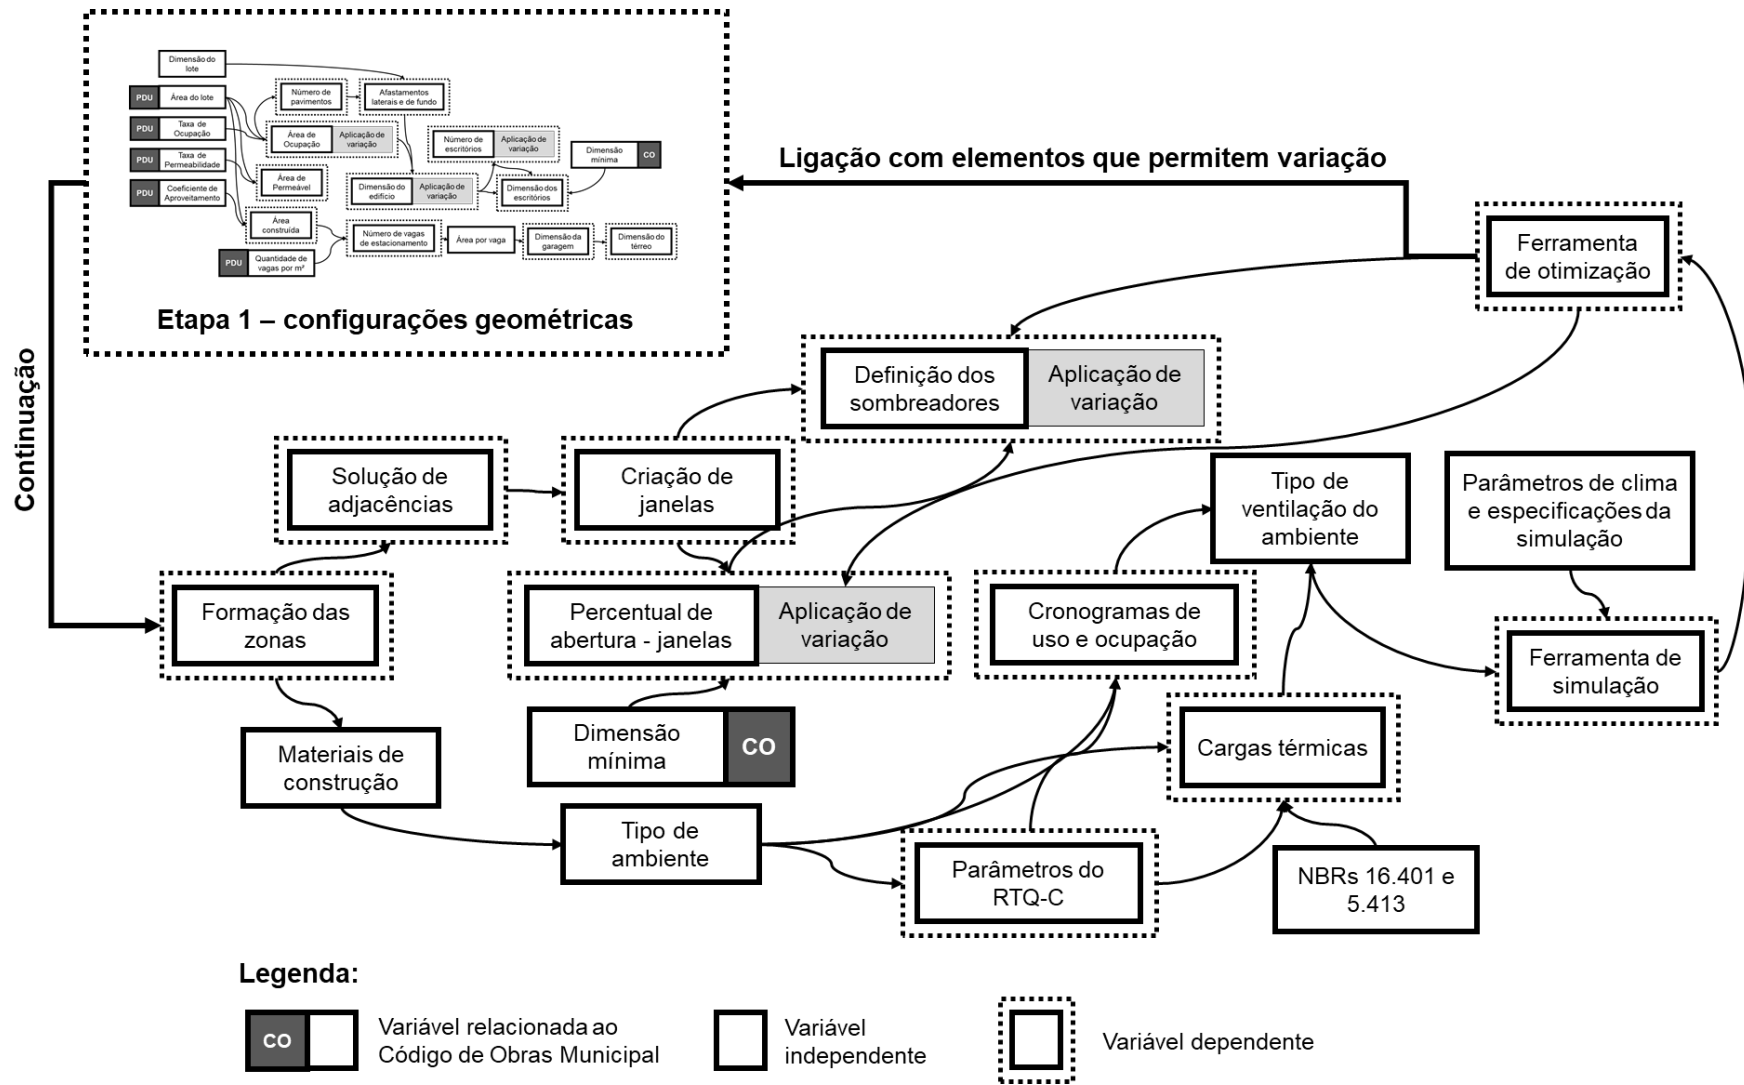 Dimensão do
lote
PDU
Área do lote
PDU
Taxa de
Ocupação
PDU
Taxa de
Permeabilidade
PDU
Coeficiente de
Aproveitamento
Número de
pavimentos
Afastamentos
laterais e de fundo
Área de
Ocupação
Aplicação de
variação
Número de
escritórios
Aplicação de
variação
Dimensão
mínima
CO
Área de
Permeável
Dimensão do
edifício
Aplicação de
variação
Dimensão dos
escritórios
Área
construída
Número de vagas
de estacionamento
Área por vaga
Dimensão da
garagem
Dimensão do
térreo
PDU
Quantidade de
vagas por m²
Etapa 1 – configurações geométricas
Ligação com elementos que permitem variação
Continuação
Ferramenta
de otimização
Definição dos
sombreadores
Aplicação de
variação
Solução de
adjacências
Criação de
janelas
Tipo de
ventilação do
ambiente
Parâmetros de clima
e especificações da
simulação
Formação das
zonas
Percentual de
abertura - janelas
Aplicação de
variação
Cronogramas de
uso e ocupação
Ferramenta de
simulação
Materiais de
construção
Dimensão
mínima
CO
Cargas térmicas
Tipo de
ambiente
Parâmetros do
RTQ-C
NBRs 16.401 e
5.413
Legenda:
CO
Variável relacionada ao
Código de Obras Municipal
Variável
independente
Variável dependente